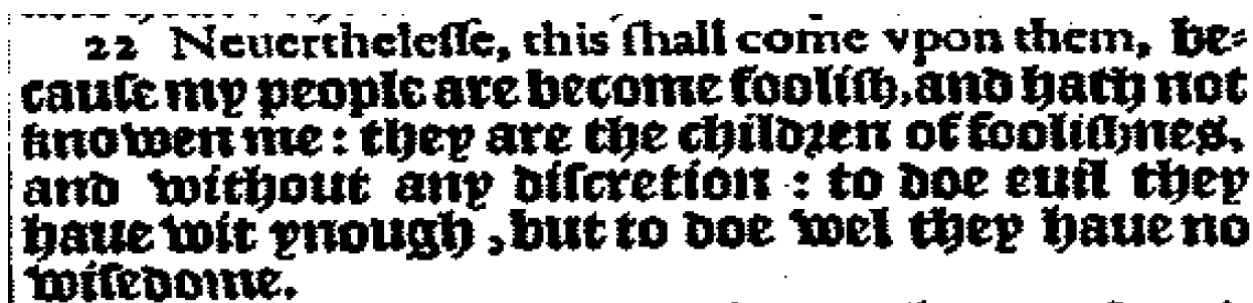 22 Neuertheleſſe, this ſhall come vpon them, be⸗
cauſe my people are become fooliſh, and hath not
knowen me: they are the children of fooliſhnes,
and without any diſcretion : to doe euil they
haue wit ynough, but to doe wel they haue no
wiſedome.